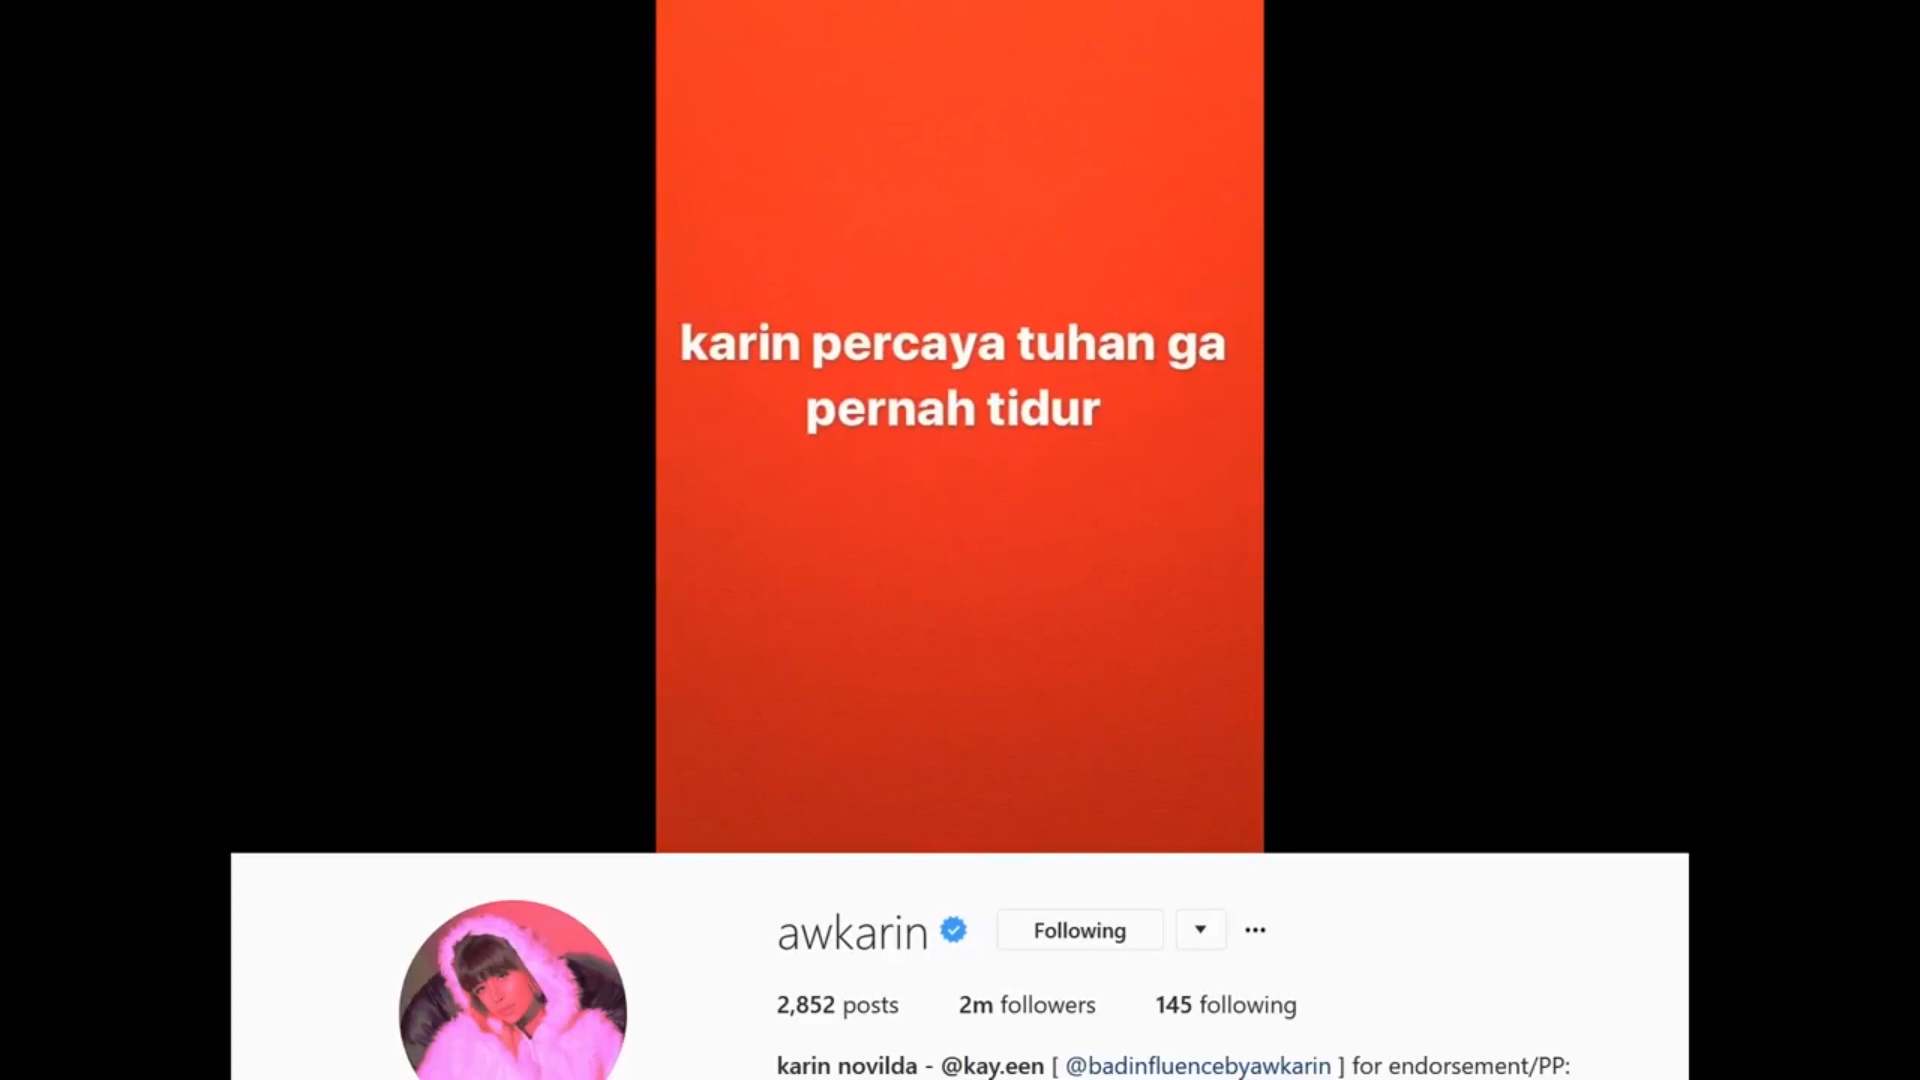 karin percaya tuhan ga
pernah tidur
awkarin Following ▼ •••
2,852 posts 2m followers 145 following
karin novilda - @kay.een [ @badinfluencebyawkarin ] for endorsement/PP: